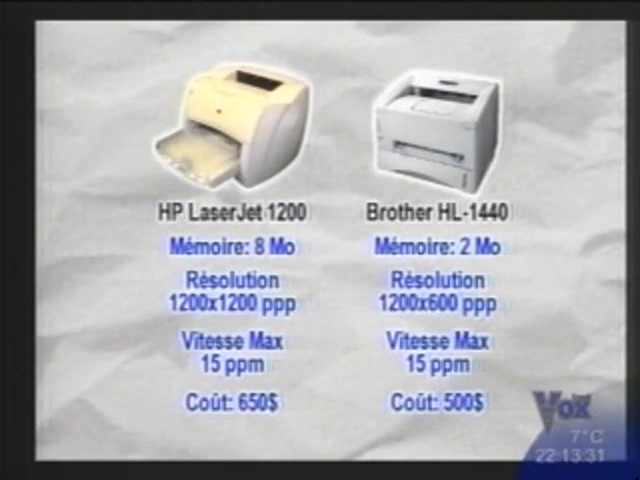 HP LaserJet 1200
Mémoire: 8 Mo
Résolution
1200x1200 ppp
Vitesse Max
15 ppm
Coût: 650$
Brother HL-1440
Mémoire: 2 Mo
Résolution
1200x600 ppp
Vitesse Max
15 ppm
Coût: 500$
Vox
7°C
22:13:31